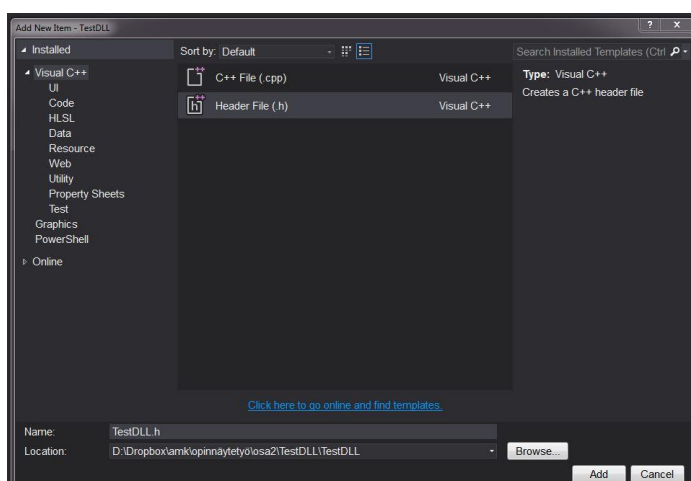 Add New Item - TestDLL
? X
Installed
Sort by: Default
Search Installed Templates (Ctrl
Visual C++
UI
Code
HLSL
Data
Resource
Web
Utility
Property Sheets
Test
Graphics
PowerShell
Online
C++ File (.cpp) Visual C++
Header File (.h) Visual C++
Type: Visual C++
Creates a C++ header file
Click here to go online and find templates.
Name: TestDLL.h
Location: D:\Dropbox\amk\opinnäytetyö\osa2\TestDLL\TestDLL
Browse...
Add Cancel